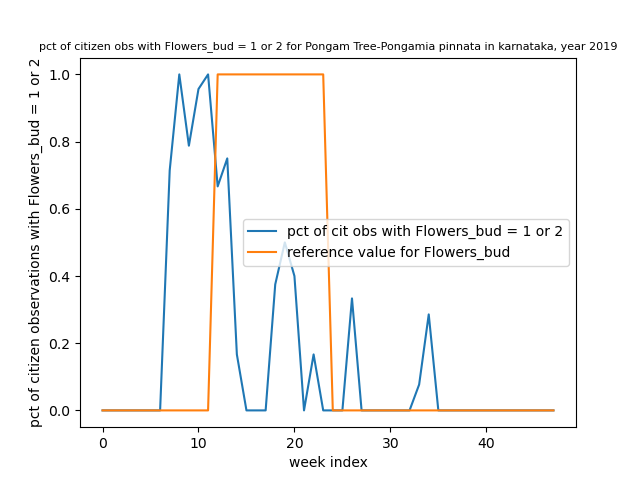 pct of citizen obs with Flowers_bud = 1 or 2 for Pongam Tree-Pongamia pinnata in karnataka, year 2019
pct of citizen observations with Flowers_bud = 1 or 2
1.0
0.8
0.6
0.4
0.2
0.0
pct of cit obs with Flowers_bud = 1 or 2
reference value for Flowers_bud
0 10 20 30 40
week index